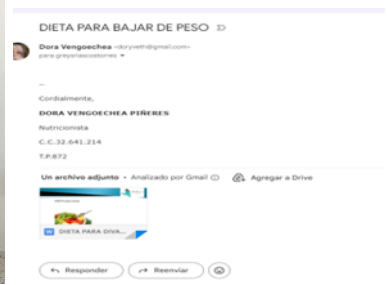 DIETA PARA BAJAR DE PESO
Dora Vengoechea <doryveth@gmail.com>
--
Cordialmente,
DORA VENGOECHEA PIÑERES
Nutricionista
C.C.32.641.214
T.P.872
Un archivo adjunto • Analizado por Gmail
Agregar a Drive
W DIETA PARA DIVA...
Responder
Reenviar